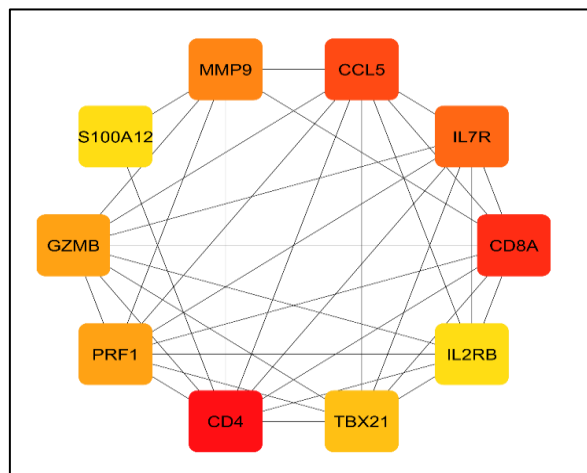 MMP9
CCL5
S100A12
IL7R
GZMB
CD8A
PRF1
IL2RB
CD4
TBX21